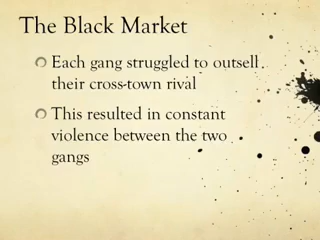 The Black Market
Each gang struggled to outsell
their cross-town rival
This resulted in constant
violence between the two
gangs